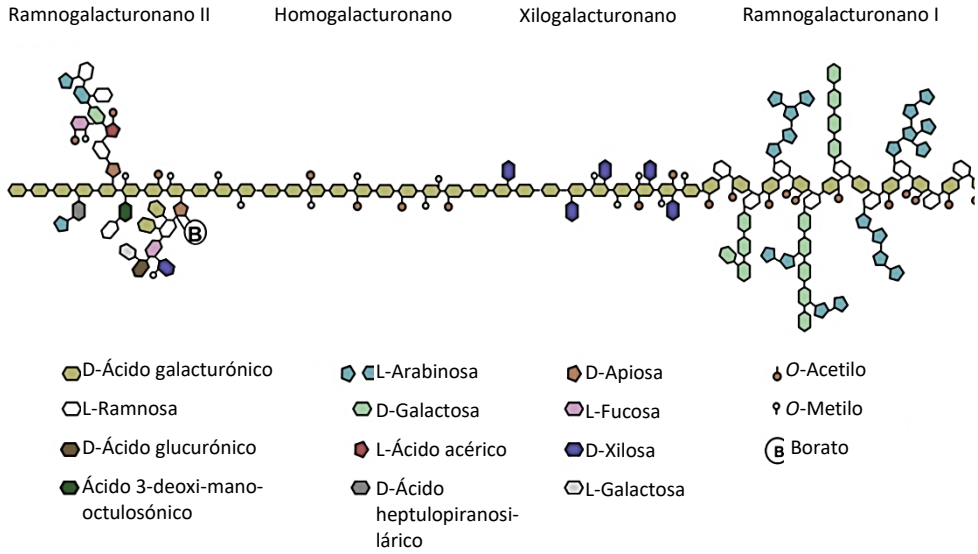 Ramnogalacturonano II
Homogalacturonano
Xilogalacturonano
Ramnogalacturonano I
B
D-Ácido galacturónico
L-Ramnosa
D-Ácido glucurónico
Ácido 3-deoxi-mano-
octulosónico
L-Arabinosa
D-Galactosa
L-Ácido acérico
D-Ácido
heptulopiranosi-
lárico
D-Apiosa
L-Fucosa
D-Xilosa
L-Galactosa
O-Acetilo
O-Metilo
B Borato